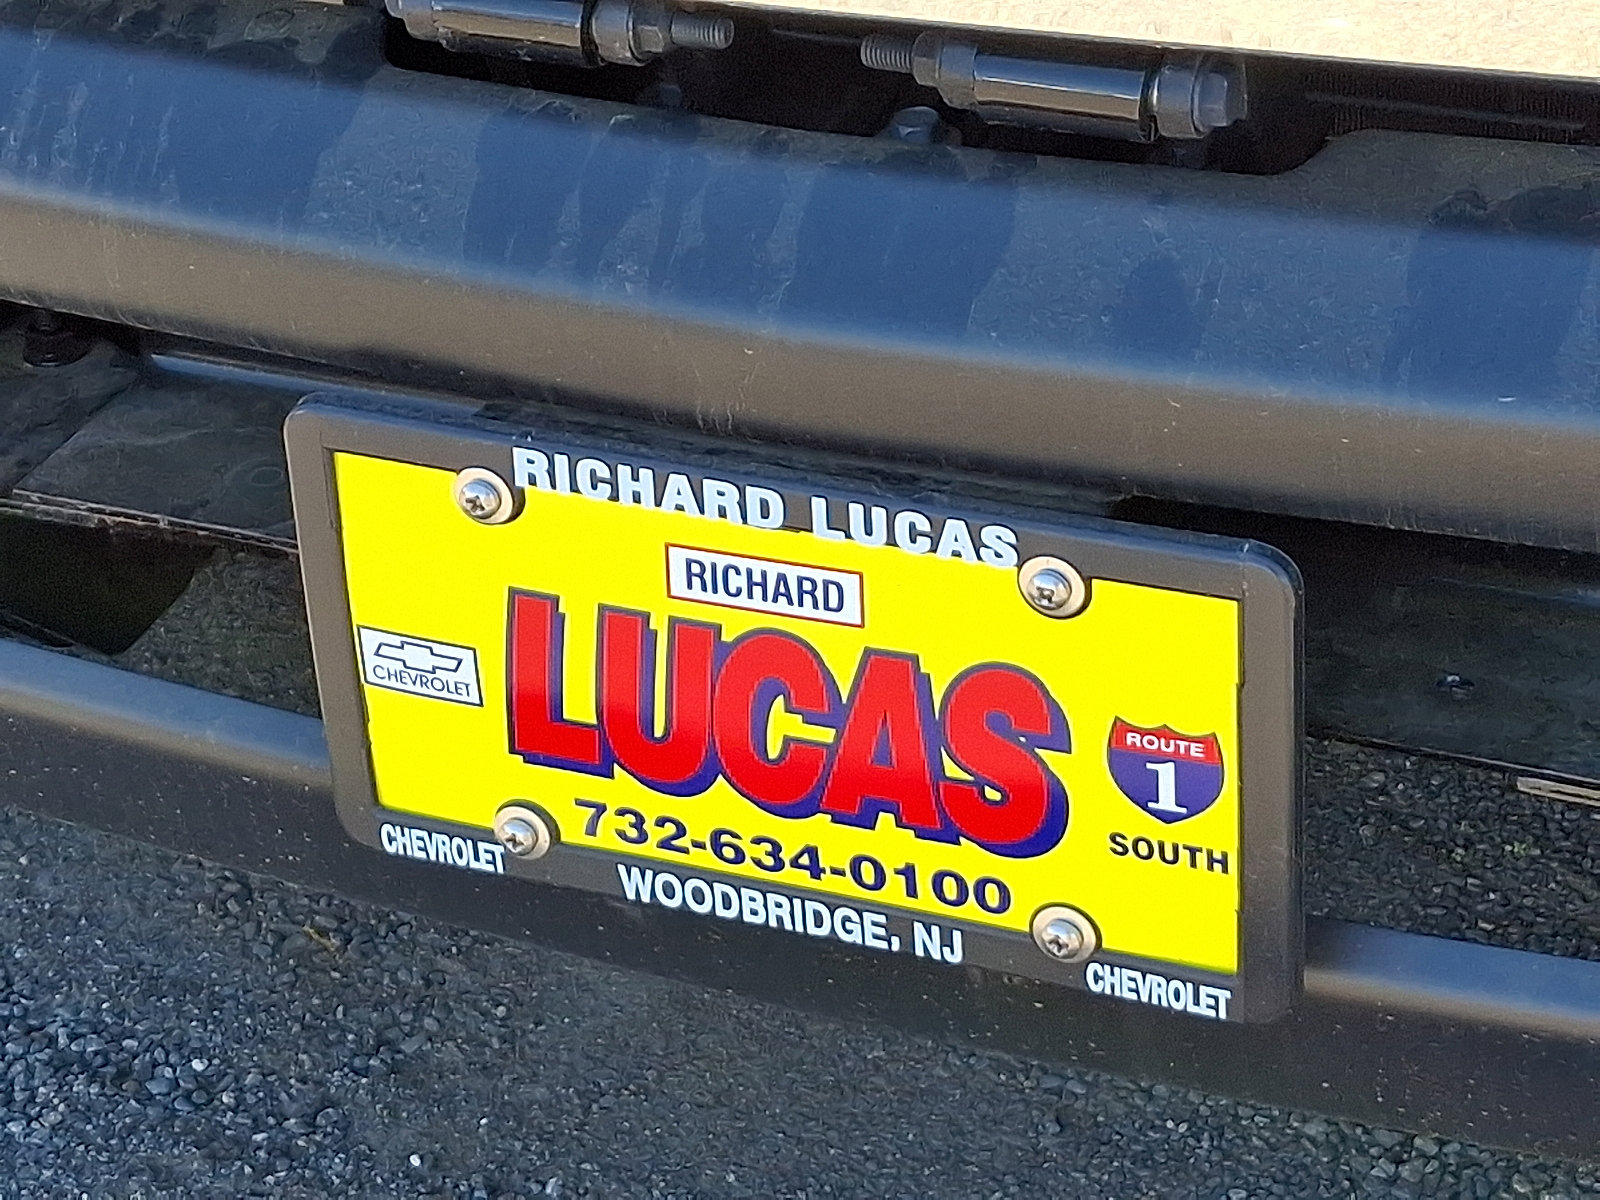 RICHARD LUCAS
RICHARD
LUCAS
CHEVROLET
ROUTE
1
SOUTH
732-634-0100
CHEVROLET
WOODBRIDGE, NJ
CHEVROLET